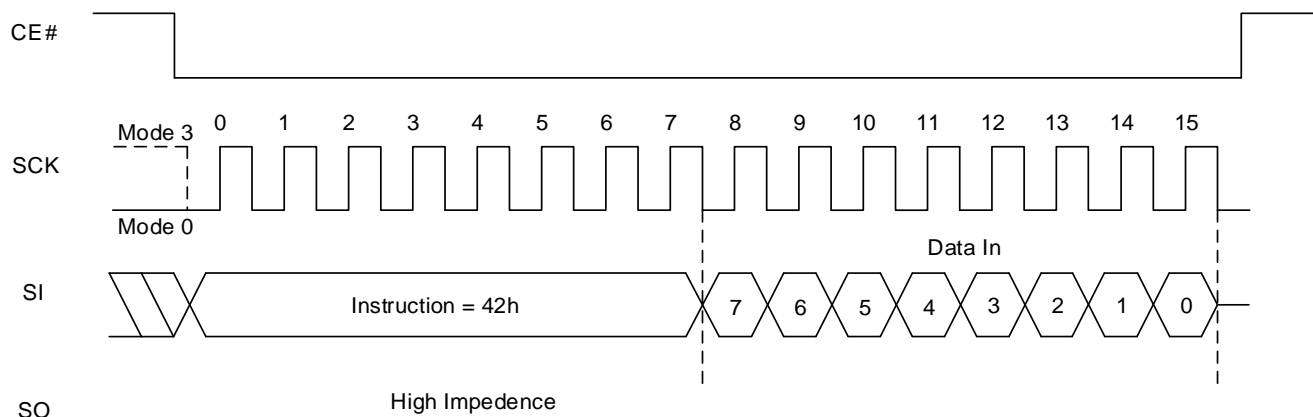 CE#
Mode 3 0 1 2 3 4 5 6 7 8 9 10 11 12 13 14 15
SCK
Mode 0
Data In
SI Instruction = 42h 7 6 5 4 3 2 1 0
High Impedence
SO